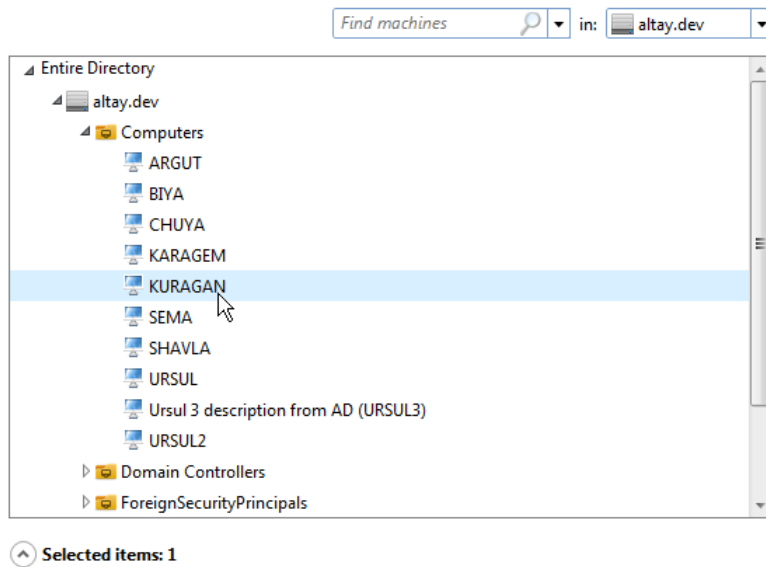 Find machines in: altay.dev
Entire Directory
altay.dev
Computers
ARGUT
BIYA
CHUYA
KARAGEM
KURAGAN
SEMA
SHAVLA
URSUL
Ursul 3 description from AD (URSUL3)
URSUL2
Domain Controllers
ForeignSecurityPrincipals
Selected items: 1